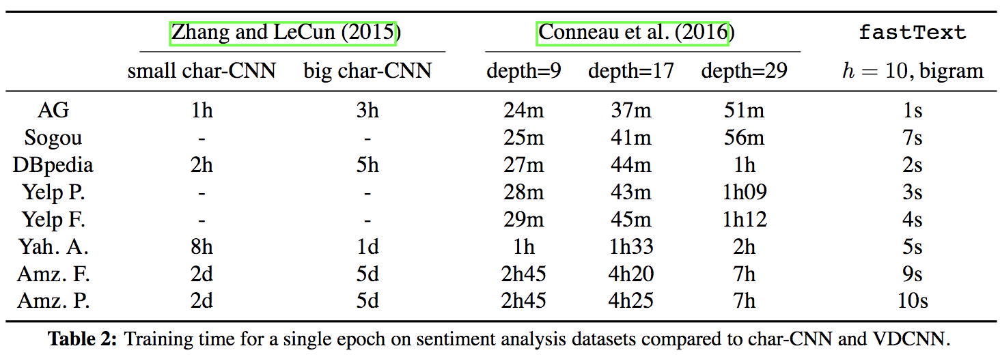 Zhang and LeCun (2015) Conneau et al. (2016) fastText
small char-CNN big char-CNN depth=9 depth=17 depth=29 h = 10, bigram
AG 1h 3h 24m 37m 51m 1s
Sogou - - 25m 41m 56m 7s
DBpedia 2h 5h 27m 44m 1h 2s
Yelp P. - - 28m 43m 1h09 3s
Yelp F. - - 29m 45m 1h12 4s
Yah. A. 8h 1d 1h 1h33 2h 5s
Amz. F. 2d 5d 2h45 4h20 7h 9s
Amz. P. 2d 5d 2h45 4h25 7h 10s
Table 2: Training time for a single epoch on sentiment analysis datasets compared to char-CNN and VDCNN.